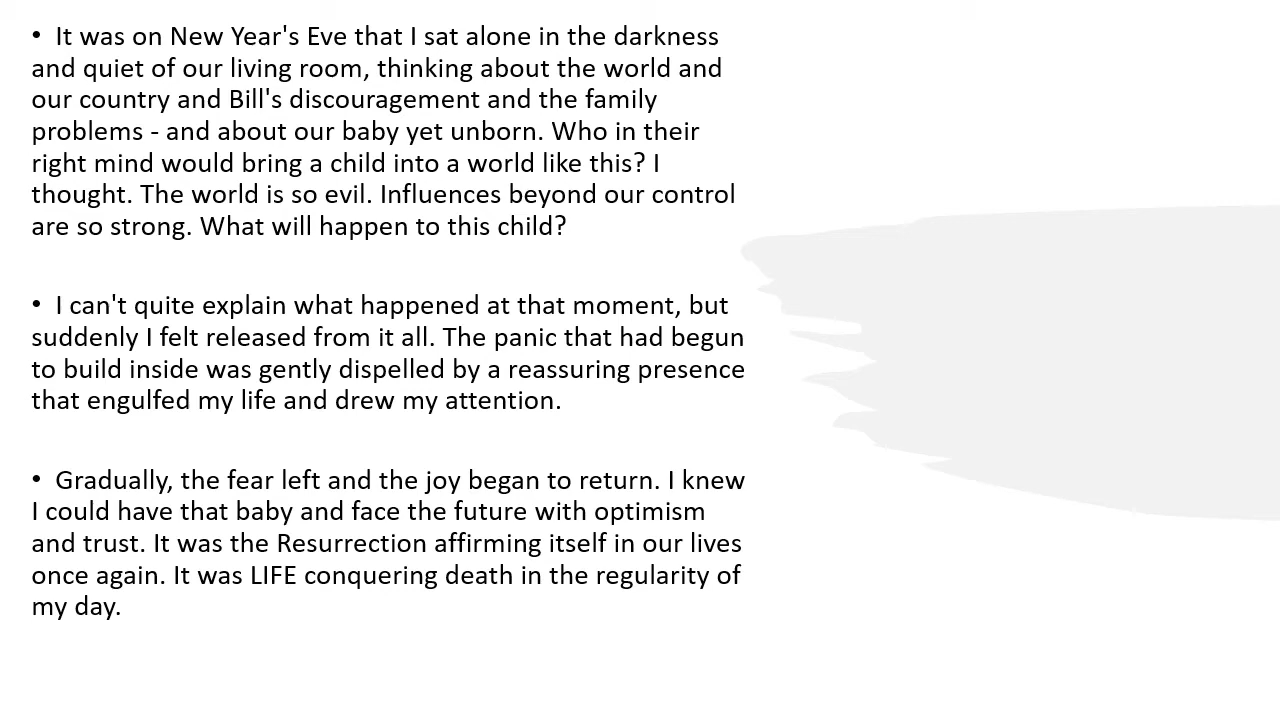 • It was on New Year's Eve that I sat alone in the darkness
and quiet of our living room, thinking about the world and
our country and Bill's discouragement and the family
problems - and about our baby yet unborn. Who in their
right mind would bring a child into a world like this? I
thought. The world is so evil. Influences beyond our control
are so strong. What will happen to this child?
• I can't quite explain what happened at that moment, but
suddenly I felt released from it all. The panic that had begun
to build inside was gently dispelled by a reassuring presence
that engulfed my life and drew my attention.
• Gradually, the fear left and the joy began to return. I knew
I could have that baby and face the future with optimism
and trust. It was the Resurrection affirming itself in our lives
once again. It was LIFE conquering death in the regularity of
my day.